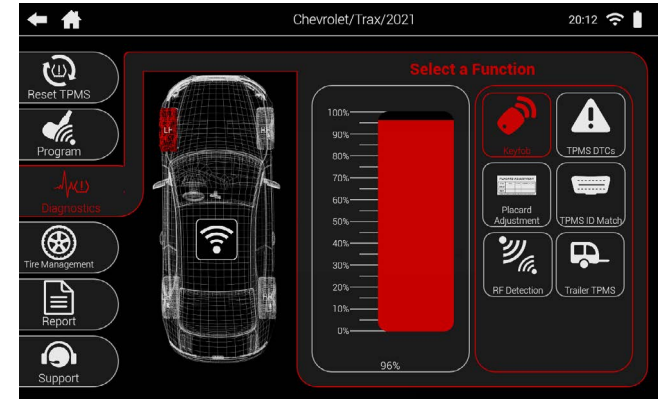 Chevrolet/Trax/2021
20:12
Reset TPMS
Program
Diagnostics
Tire Management
Report
Support
LF
Select a Function
100%
90%
80%
70%
60%
50%
40%
30%
20%
10%
0%
96%
Keyfob
TPMS DTCs
Placard
Adjustment
TPMS ID Match
RF Detection
Trailer TPMS